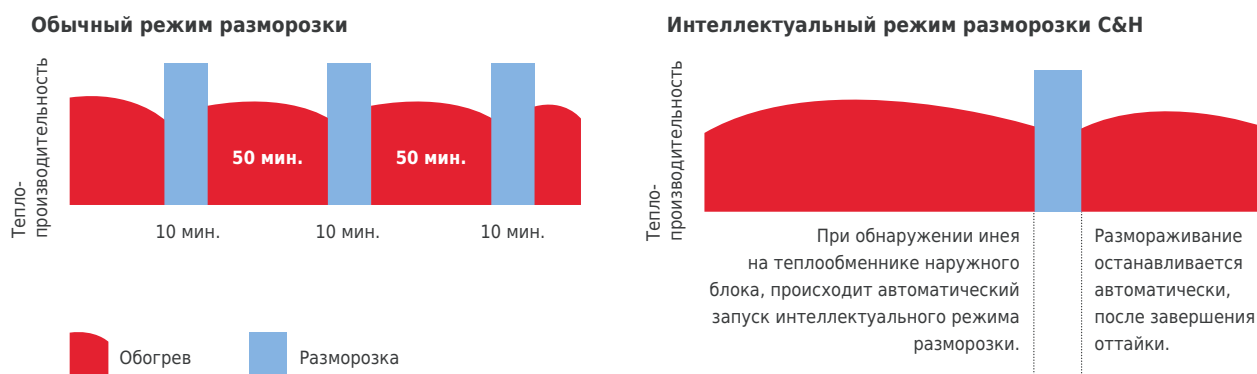 Обычный режим разморозки
Тепло-
производительность
50 мин.
50 мин.
10 мин.
10 мин.
10 мин.
Обогрев
Разморозка
Интеллектуальный режим разморозки C&H
Тепло-
производительность
При обнаружении инея
на теплообменнике наружного
блока, происходит автоматический
запуск интеллектуального режима
разморозки.
Размораживание
останавливается
автоматически,
после завершения
оттайки.